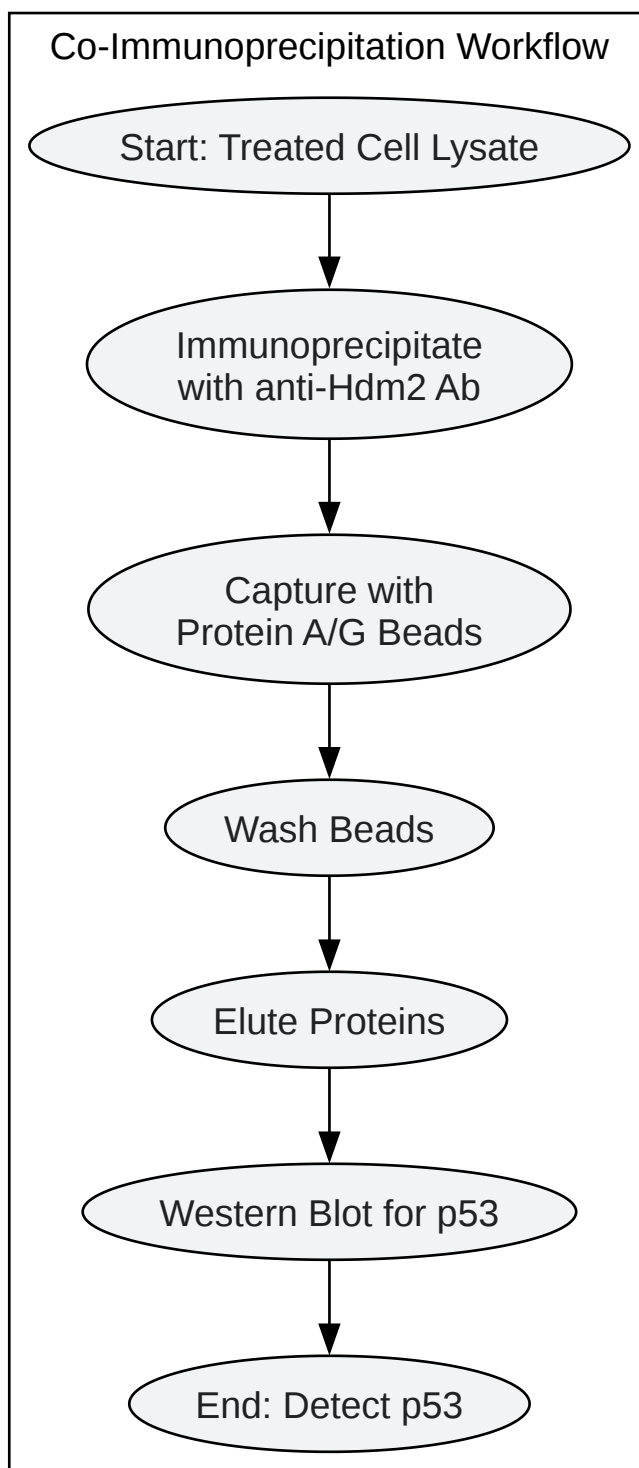 Co-Immunoprecipitation Workflow
Start: Treated Cell Lysate
Immunoprecipitate
with anti-Hdm2 Ab
Capture with
Protein A/G Beads
Wash Beads
Elute Proteins
Western Blot for p53
End: Detect p53